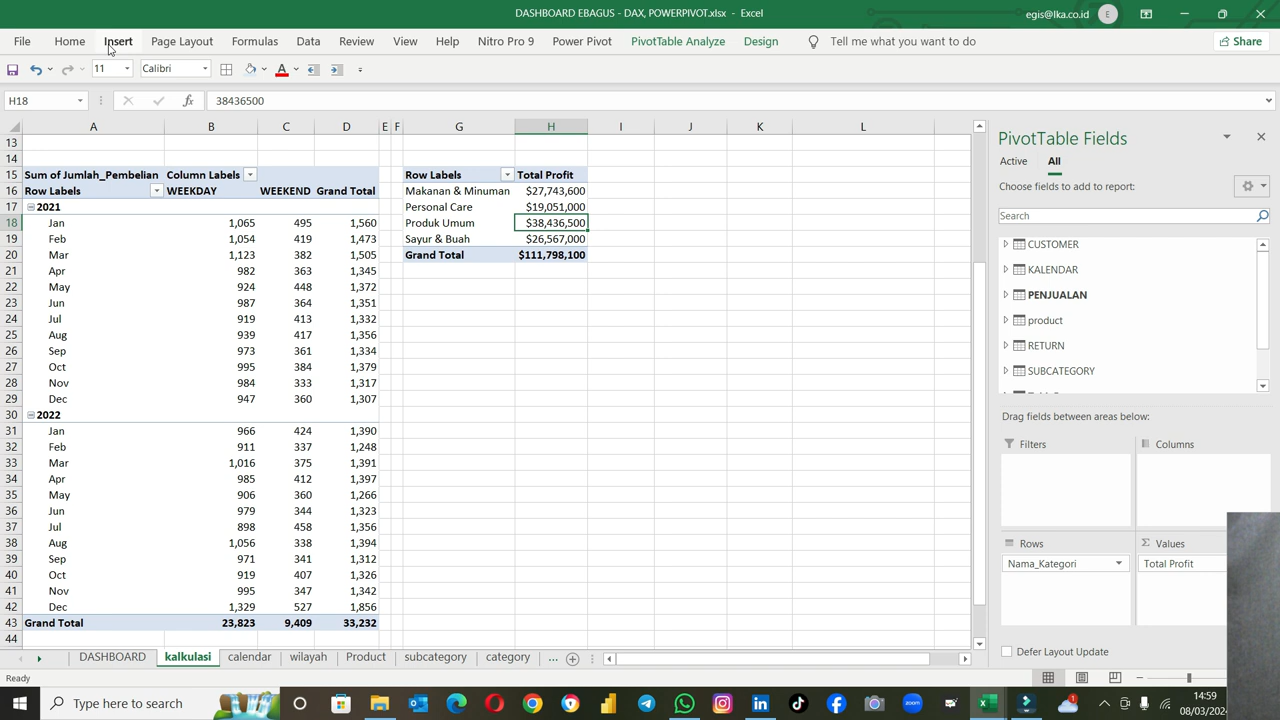 DASHBOARD EBAGUS - DAX, POWERPIVOT.xlsx - Excel
egis@lka.co.id E
File Home Insert Page Layout Formulas Data Review View Help Nitro Pro 9 Power Pivot PivotTable Analyze Design Tell me what you want to do Share
11 Calibri A
H18 fx 38436500
A B C D E F G H I J K L
13
14
15 Sum of Jumlah_Pembelian Column Labels Row Labels Total Profit
16 Row Labels WEEKDAY WEEKEND Grand Total Makanan & Minuman $27,743,600
17 2021 Personal Care $19,051,000
18 Jan 1,065 495 1,560 Produk Umum $38,436,500
19 Feb 1,054 419 1,473 Sayur & Buah $26,567,000
20 Mar 1,123 382 1,505 Grand Total $111,798,100
21 Apr 982 363 1,345
22 May 924 448 1,372
23 Jun 987 364 1,351
24 Jul 919 413 1,332
25 Aug 939 417 1,356
26 Sep 973 361 1,334
27 Oct 995 384 1,379
28 Nov 984 333 1,317
29 Dec 947 360 1,307
30 2022
31 Jan 966 424 1,390
32 Feb 911 337 1,248
33 Mar 1,016 375 1,391
34 Apr 985 412 1,397
35 May 906 360 1,266
36 Jun 979 344 1,323
37 Jul 898 458 1,356
38 Aug 1,056 338 1,394
39 Sep 971 341 1,312
40 Oct 919 407 1,326
41 Nov 995 347 1,342
42 Dec 1,329 527 1,856
43 Grand Total 23,823 9,409 33,232
44
PivotTable Fields
Active All
Choose fields to add to report:
Search
CUSTOMER
KALENDAR
PENJUALAN
product
RETURN
SUBCATEGORY
Drag fields between areas below:
Filters Columns
Rows Values
Nama_Kategori Total Profit
Defer Layout Update
DASHBOARD kalkulasi calendar wilayah Product subcategory category ...
Ready
Type here to search
zoom
1
14:59
08/03/2024